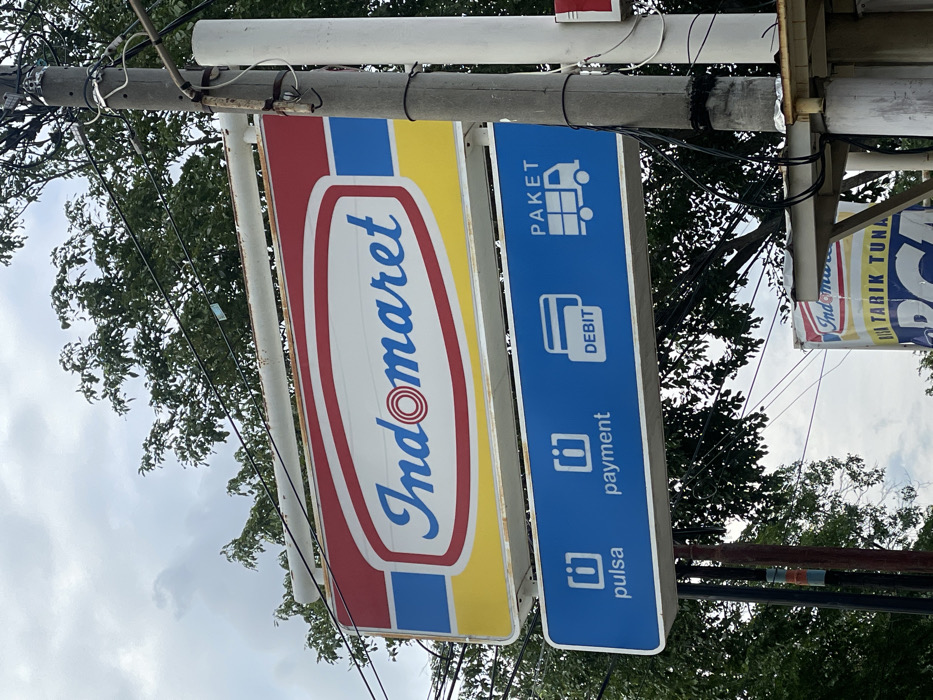 Indomaret
pulsa
payment
DEBIT
PAKET
Indomaret
TARIK TUNAI